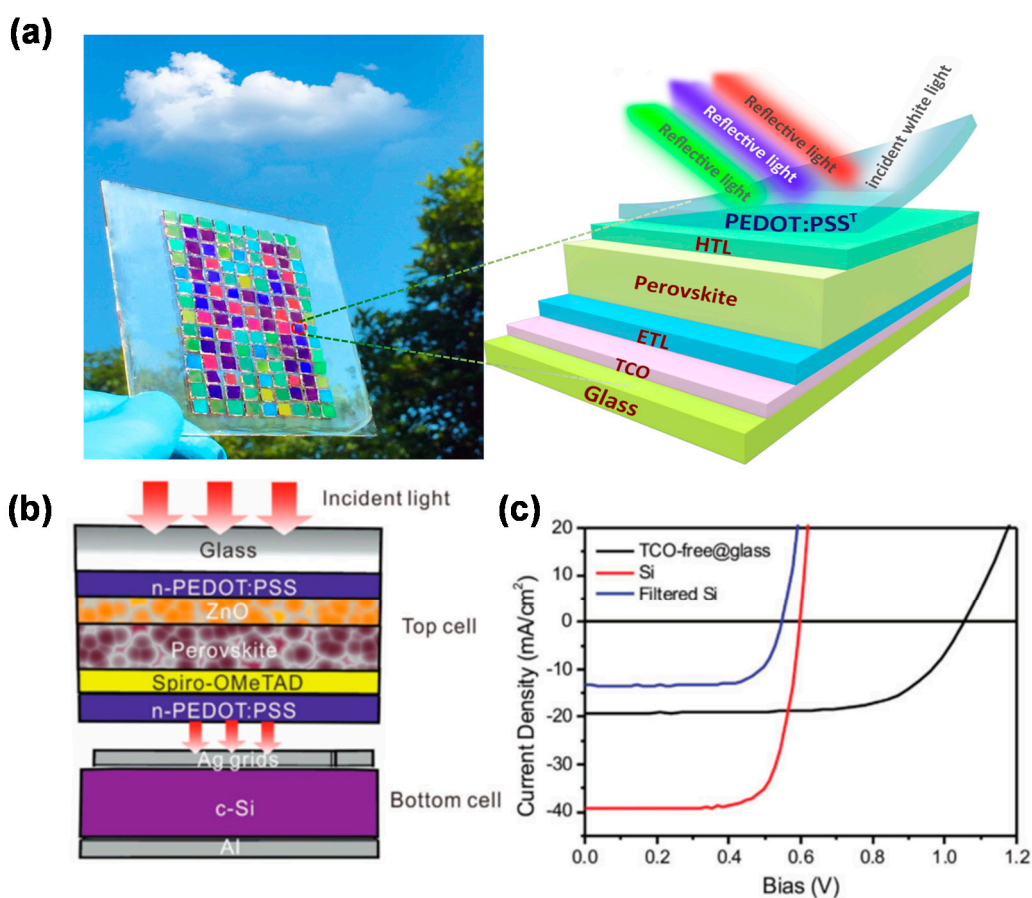 (a)
Reflective light
Reflective light
Reflective light
incident white light
PEDOT:PSSᵀ
HTL
Perovskite
ETL
TCO
Glass
(b)
Incident light
Glass
n-PEDOT:PSS
ZnO
Perovskite
Spiro-OMeTAD
n-PEDOT:PSS
Top cell
Ag grids
c-Si
Al
Bottom cell
(c)
20
10
0
-10
-20
-30
-40
Current Density (mA/cm²)
TCO-free@glass
Si
Filtered Si
0.0 0.2 0.4 0.6 0.8 1.0 1.2
Bias (V)